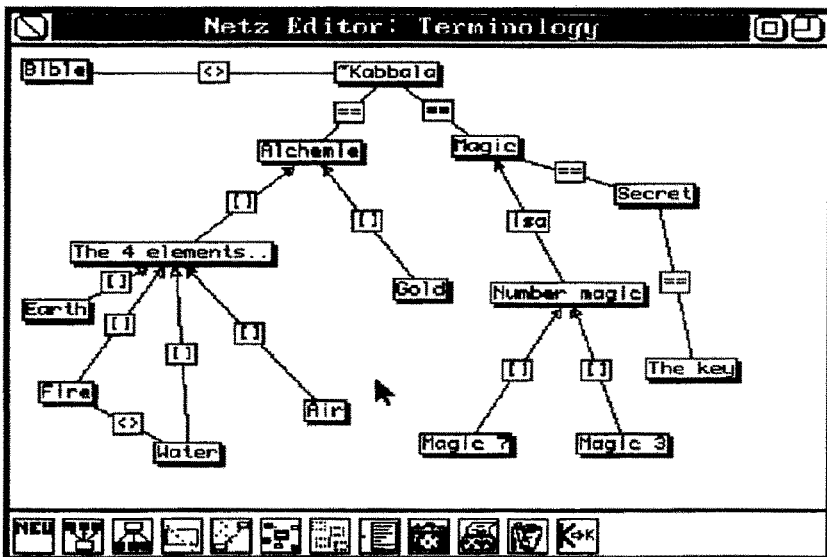 Netz Editor: Terminology
Bible
<>
~Kabbala
==
==
Alchemie
Magic
==
Secret
[]
[]
Isa
The 4 elements..
==
[]
Gold
Number magic
Earth
[]
[]
[]
[]
[]
The key
Fire
Air
<>
Water
Magic 7
Magic 3
NEU
K↔K